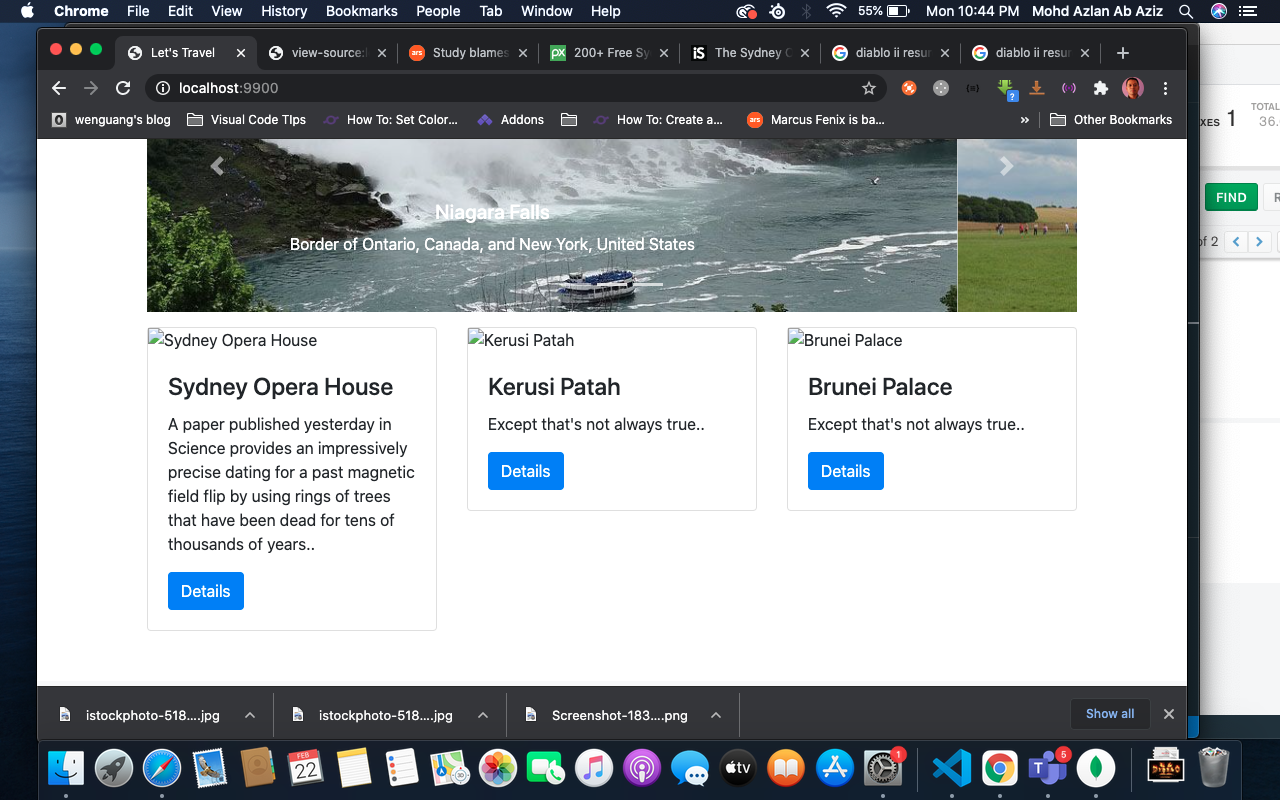 Chrome File Edit View History Bookmarks People Tab Window Help 55% Mon 10:44 PM Mohd Azlan Ab Aziz
Let's Travel view-source: Study blames 200+ Free Sy The Sydney O diablo ii resur diablo ii resur
localhost:9900
wenguang's blog Visual Code TIps How To: Set Color... Addons How To: Create a... Marcus Fenix is ba... » Other Bookmarks
TOTAL
XES 1 36.
FIND R
of 2
Niagara Falls
Border of Ontario, Canada, and New York, United States
Sydney Opera House
Sydney Opera House
A paper published yesterday in
Science provides an impressively
precise dating for a past magnetic
field flip by using rings of trees
that have been dead for tens of
thousands of years..
Details
Kerusi Patah
Kerusi Patah
Except that's not always true..
Details
Brunei Palace
Brunei Palace
Except that's not always true..
Details
istockphoto-518....jpg istockphoto-518....jpg Screenshot-183....png Show all
FEB
22
tv
1
5